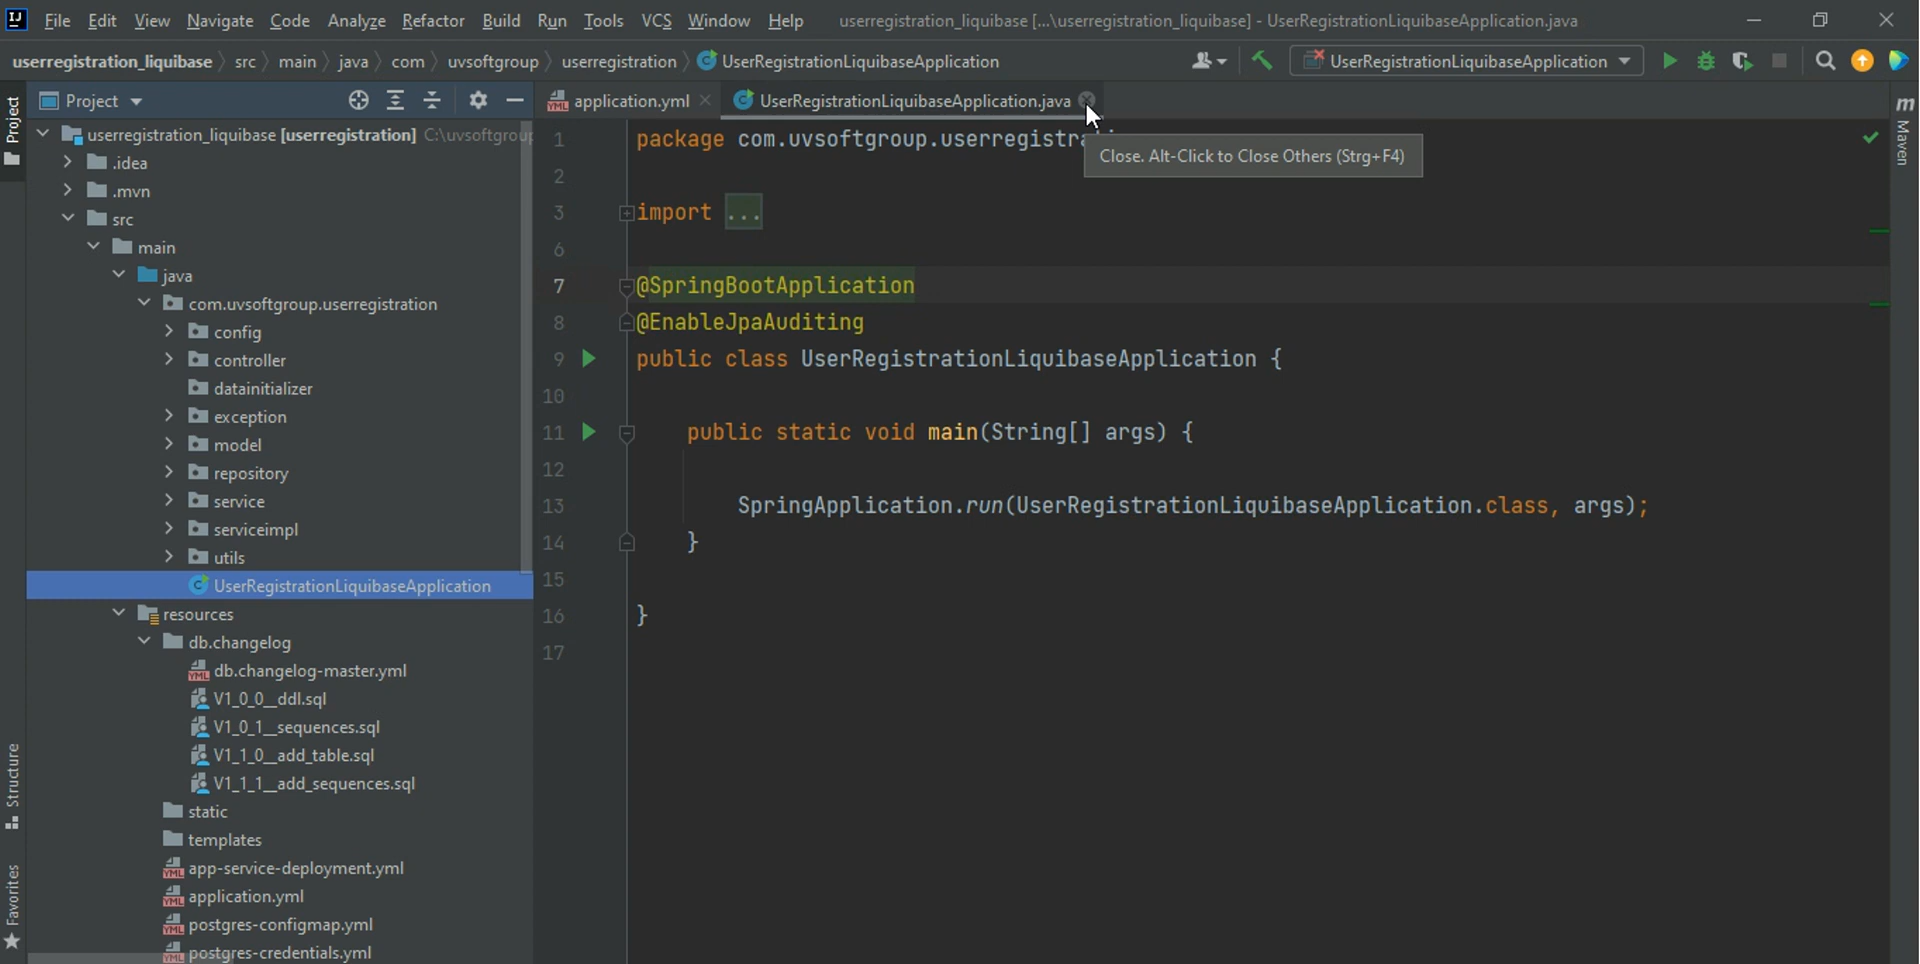 File Edit View Navigate Code Analyze Refactor Build Run Tools VCS Window Help userregistration_liquibase [...\userregistration_liquibase] - UserRegistrationLiquibaseApplication.java
userregistration_liquibase src main java com uvsoftgroup userregistration UserRegistrationLiquibaseApplication UserRegistrationLiquibaseApplication
Project
application.yml UserRegistrationLiquibaseApplication.java
Close. Alt-Click to Close Others (Strg+F4)
Project
Structure
Favorites
m Maven
userregistration_liquibase [userregistration] C:\uvsoftgroup
.idea
.mvn
src
main
java
com.uvsoftgroup.userregistration
config
controller
datainitializer
exception
model
repository
service
serviceimpl
utils
UserRegistrationLiquibaseApplication
resources
db.changelog
db.changelog-master.yml
V1_0_0__ddl.sql
V1_0_1__sequences.sql
V1_1_0__add_table.sql
V1_1_1__add_sequences.sql
static
templates
app-service-deployment.yml
application.yml
postgres-configmap.yml
postgres-credentials.yml
1 package com.uvsoftgroup.userregistrati
2
3 import ...
6
7 @SpringBootApplication
8 @EnableJpaAuditing
9 public class UserRegistrationLiquibaseApplication {
10
11 public static void main(String[] args) {
12
13 SpringApplication.run(UserRegistrationLiquibaseApplication.class, args);
14 }
15
16 }
17